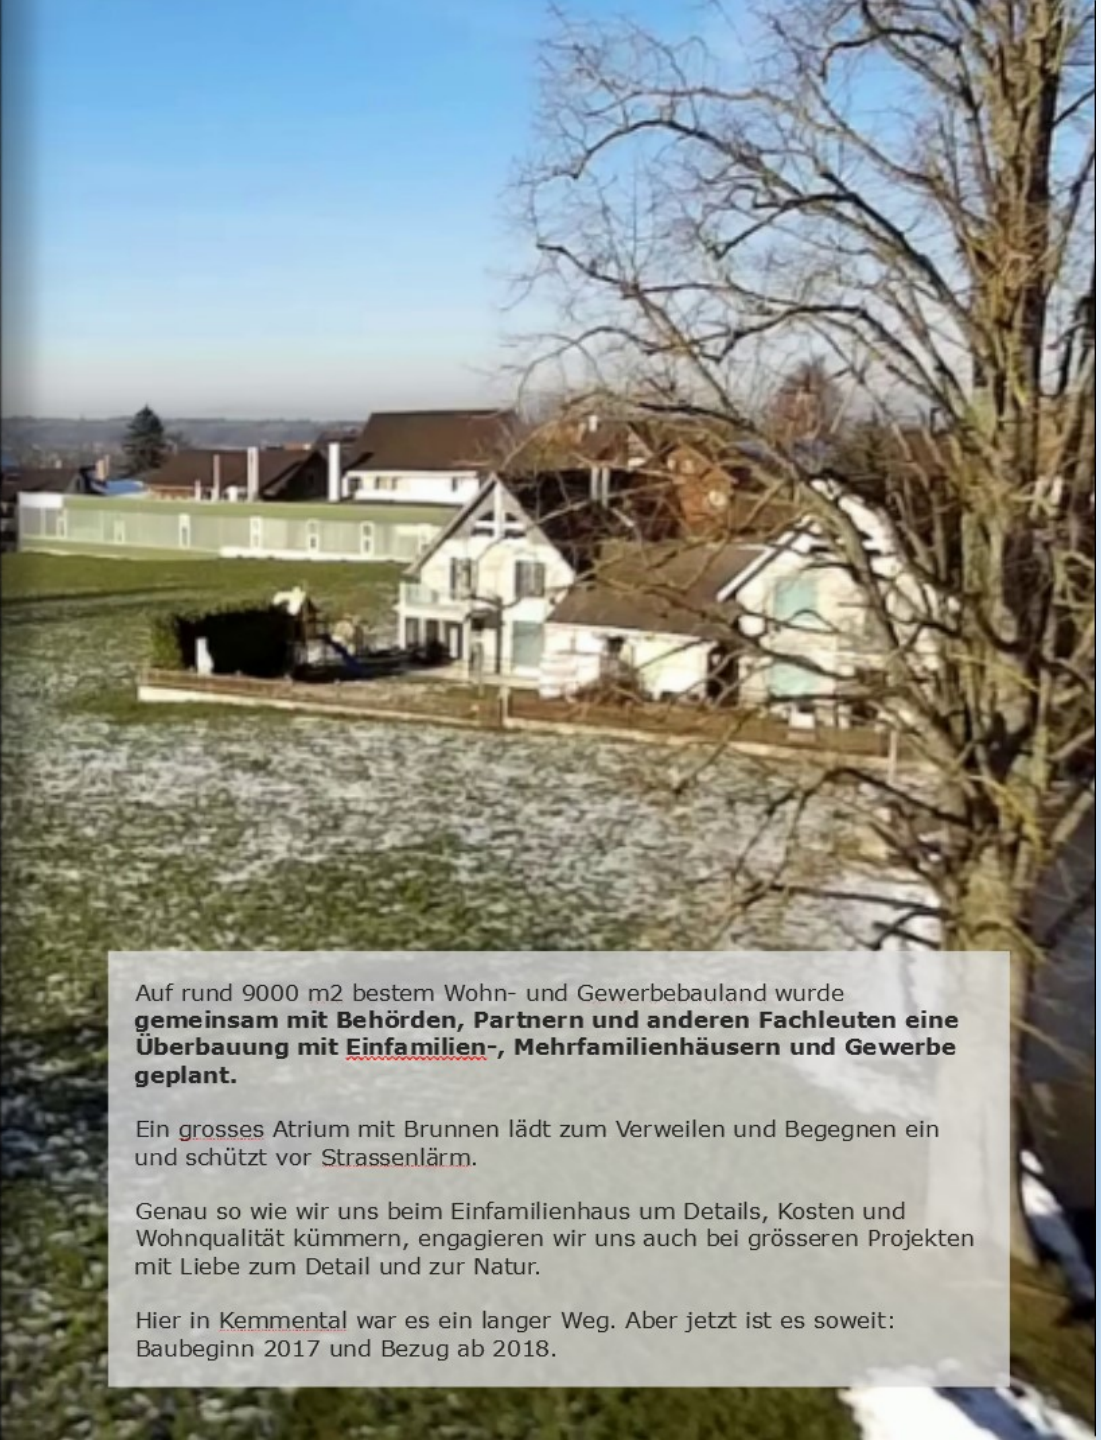 Auf rund 9000 m2 bestem Wohn- und Gewerbebauland wurde
gemeinsam mit Behörden, Partnern und anderen Fachleuten eine
Überbauung mit Einfamilien-, Mehrfamilienhäusern und Gewerbe
geplant.
Ein grosses Atrium mit Brunnen lädt zum Verweilen und Begegnen ein
und schützt vor Strassenlärm.
Genau so wie wir uns beim Einfamilienhaus um Details, Kosten und
Wohnqualität kümmern, engagieren wir uns auch bei grösseren Projekten
mit Liebe zum Detail und zur Natur.
Hier in Kemmental war es ein langer Weg. Aber jetzt ist es soweit:
Baubeginn 2017 und Bezug ab 2018.